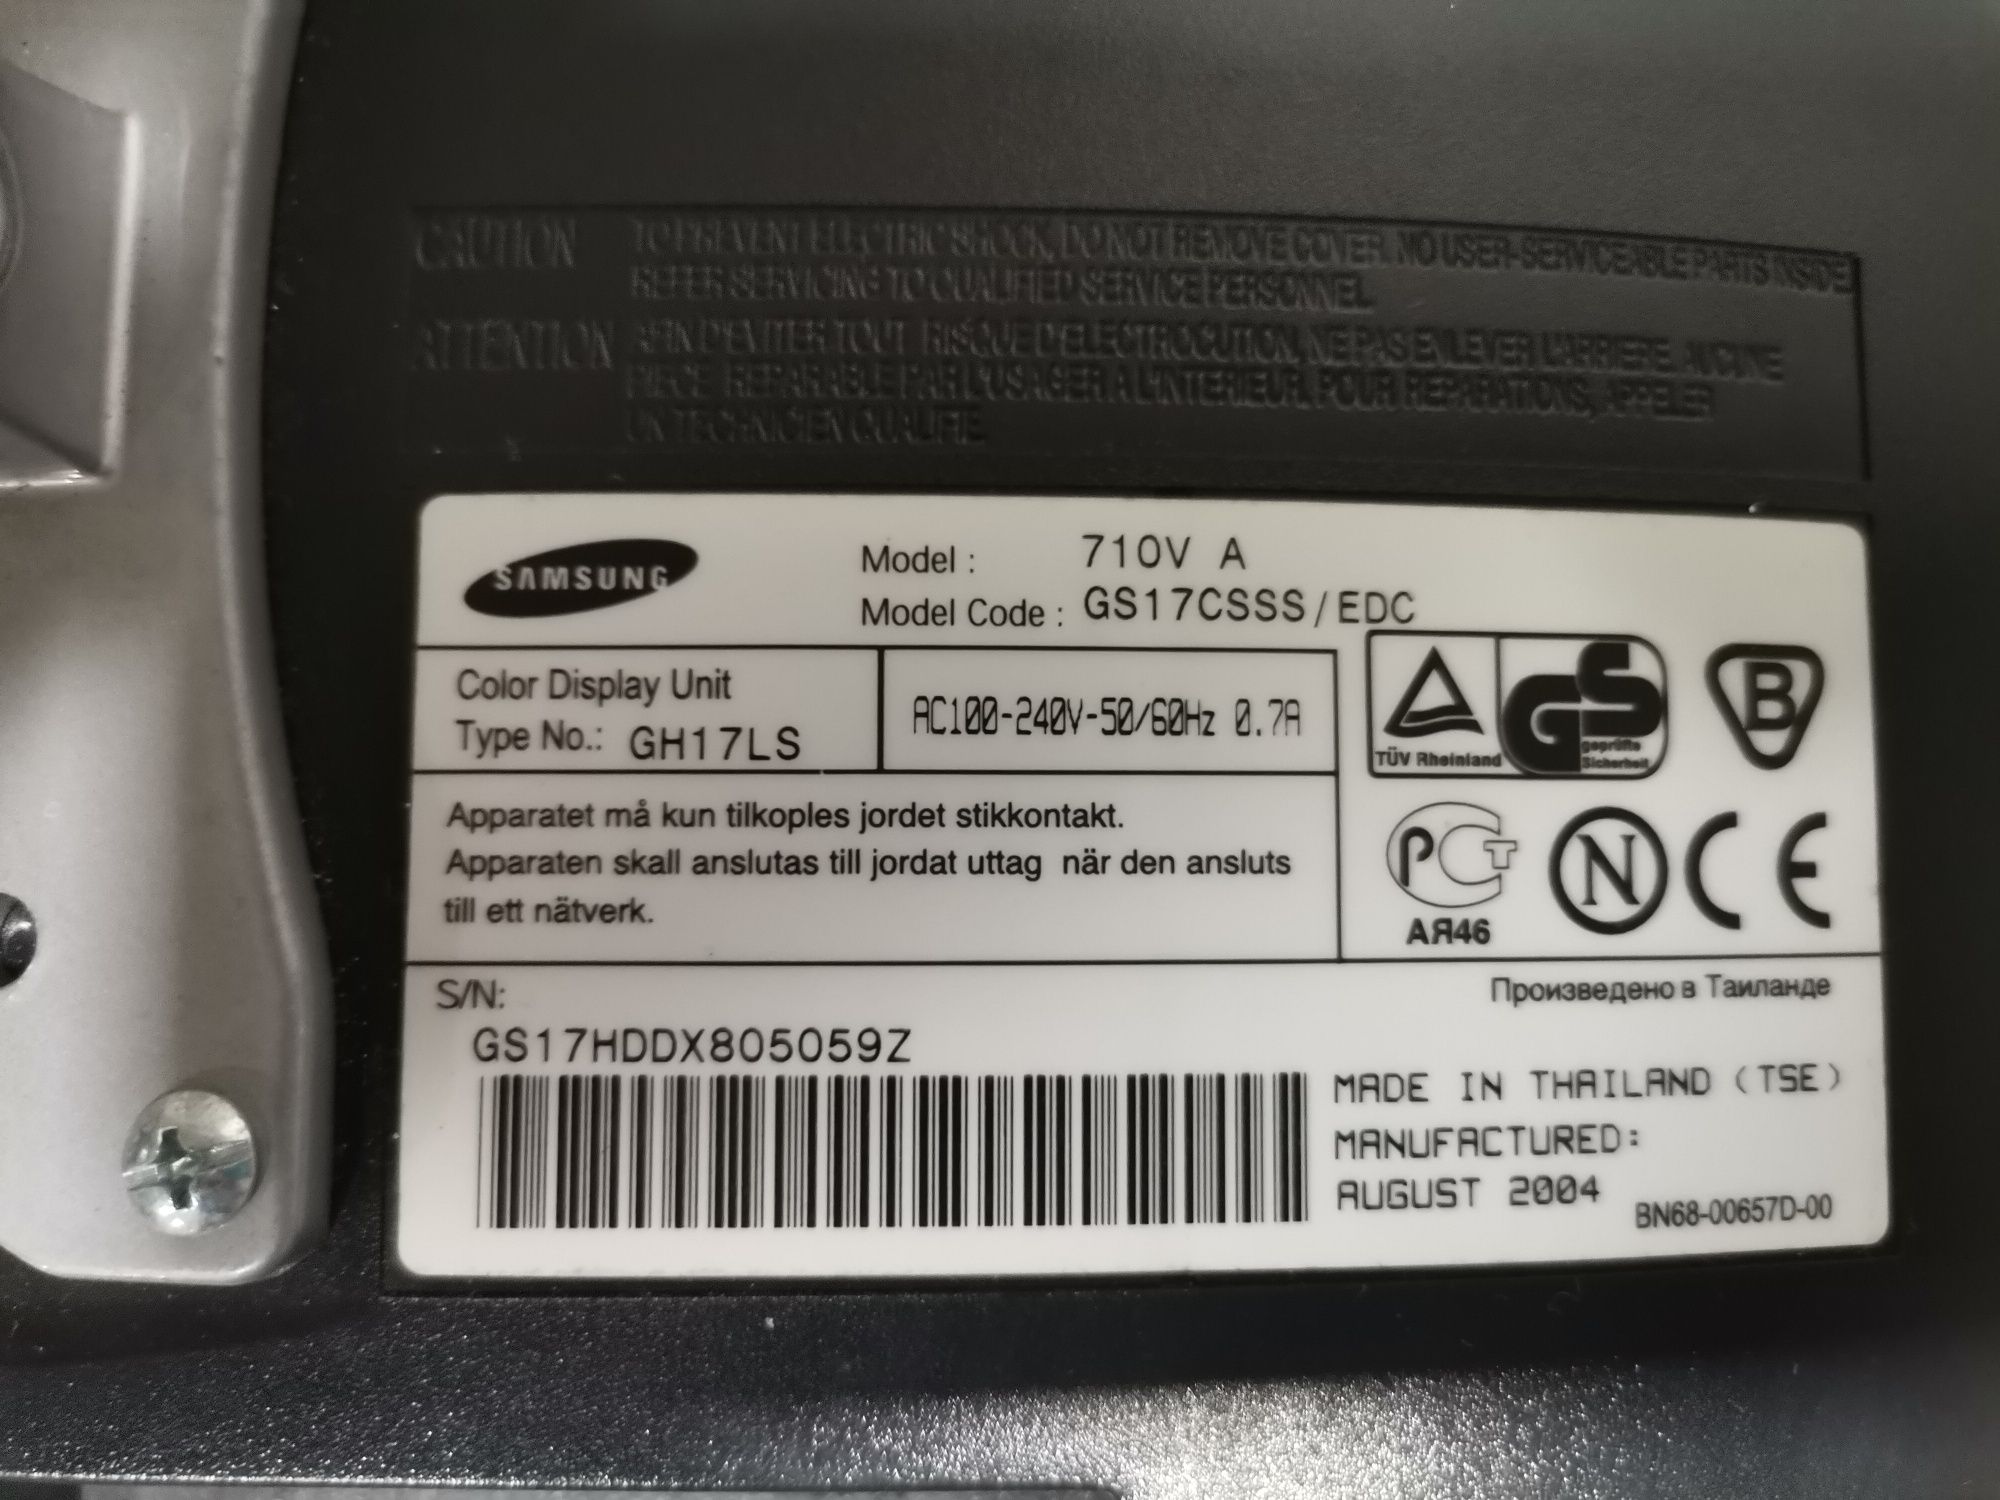 CAUTION TO PREVENT ELECTRIC SHOCK, DO NOT REMOVE COVER. NO USER-SERVICEABLE PARTS INSIDE.
REFER SERVICING TO QUALIFIED SERVICE PERSONNEL.
ATTENTION AFIN D'EVITER TOUT RISQUE D'ELECTROCUTION, NE PAS ENLEVER L'ARRIERE. AUCUNE
PIECE REPARABLE PAR L'USAGER A L'INTERIEUR. POUR REPARATIONS, APPELER
UN TECHNICIEN QUALIFIE.
SAMSUNG
Model : 710V A
Model Code : GS17CSSS/EDC
Color Display Unit
Type No.: GH17LS
AC100-240V-50/60Hz 0.7A
TÜV Rheinland
GS
geprüfte
Sicherheit
B
Apparatet må kun tilkoples jordet stikkontakt.
Apparaten skall anslutas till jordat uttag när den ansluts
till ett nätverk.
РСТ
АЯ46
N
CE
S/N:
GS17HDDX805059Z
Произведено в Таиланде
MADE IN THAILAND (TSE)
MANUFACTURED:
AUGUST 2004
BN68-00657D-00